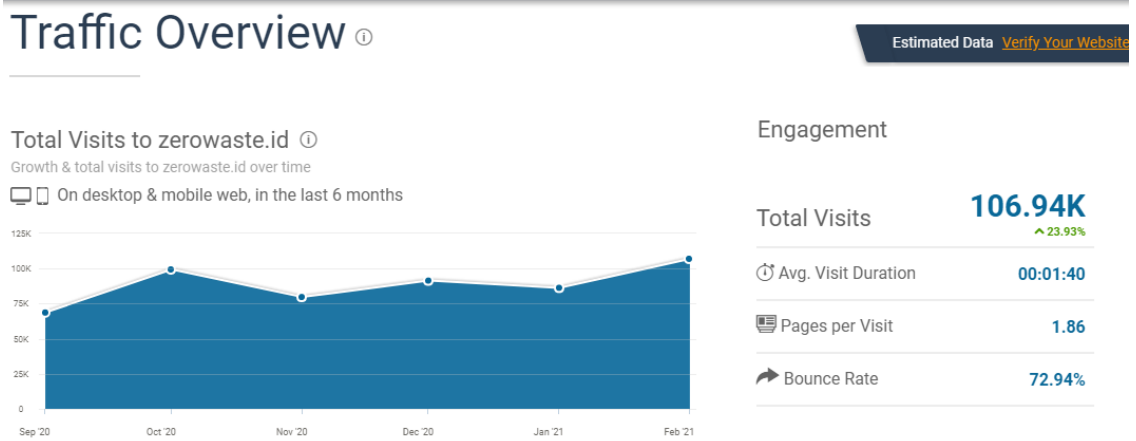 Traffic Overview
Estimated Data Verify Your Website
Total Visits to zerowaste.id
Growth & total visits to zerowaste.id over time
On desktop & mobile web, in the last 6 months
125K
100K
75K
50K
25K
0
Sep '20 Oct '20 Nov '20 Dec '20 Jan '21 Feb '21
Engagement
Total Visits 106.94K
23.93%
Avg. Visit Duration 00:01:40
Pages per Visit 1.86
Bounce Rate 72.94%